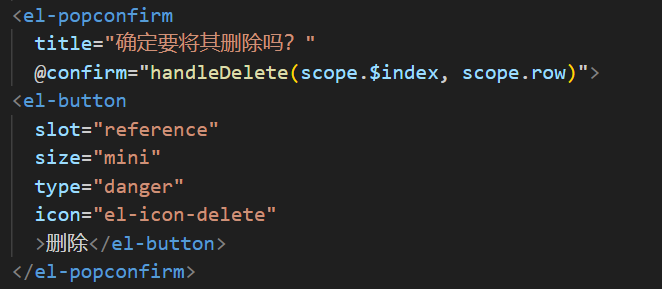 <el-popconfirm
title="确定要将其删除吗？"
@confirm="handleDelete(scope.$index, scope.row)">
<el-button
slot="reference"
size="mini"
type="danger"
icon="el-icon-delete"
>删除</el-button>
</el-popconfirm>